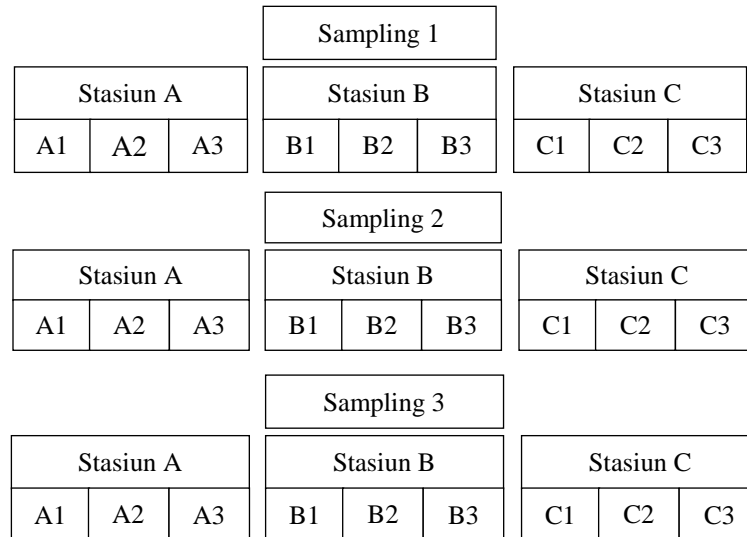 Sampling 1
Stasiun A Stasiun B Stasiun C
A1 A2 A3 B1 B2 B3 C1 C2 C3
Sampling 2
Stasiun A Stasiun B Stasiun C
A1 A2 A3 B1 B2 B3 C1 C2 C3
Sampling 3
Stasiun A Stasiun B Stasiun C
A1 A2 A3 B1 B2 B3 C1 C2 C3